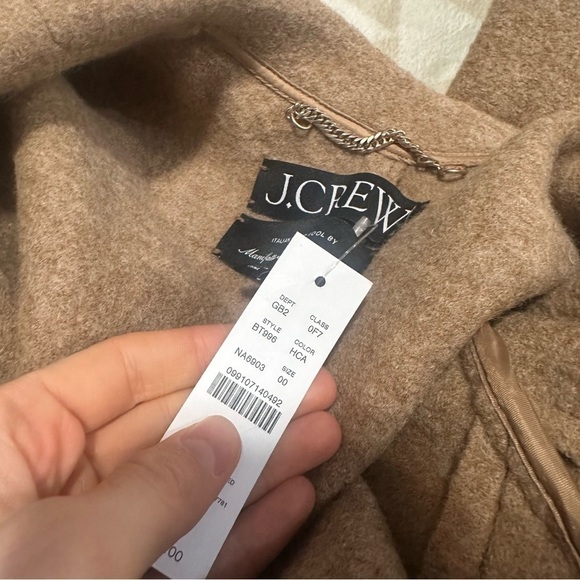 J.CREW
ITALIAN WOOL BY
DEPT CLASS
GB2 0F7
STYLE COLOR
BT996 HCA
NA6903 SIZE
00
099107140492